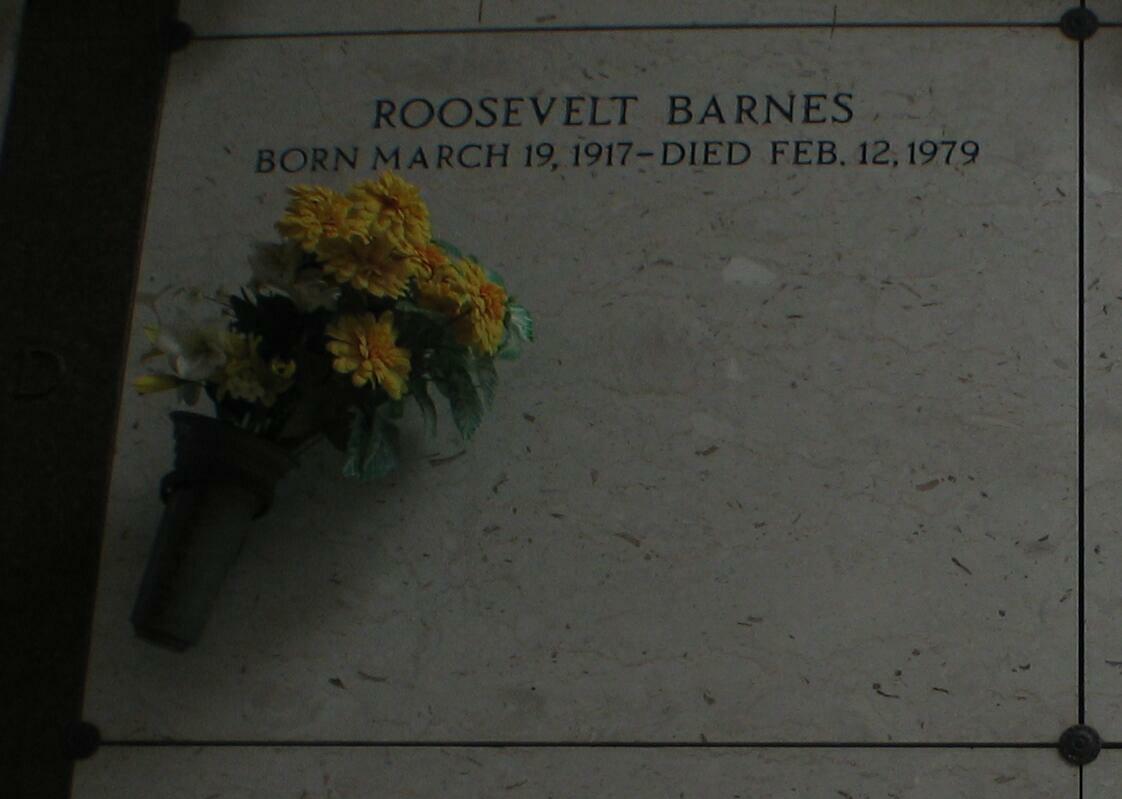 ROOSEVELT BARNES
BORN MARCH 19, 1917-DIED FEB. 12, 1979
D